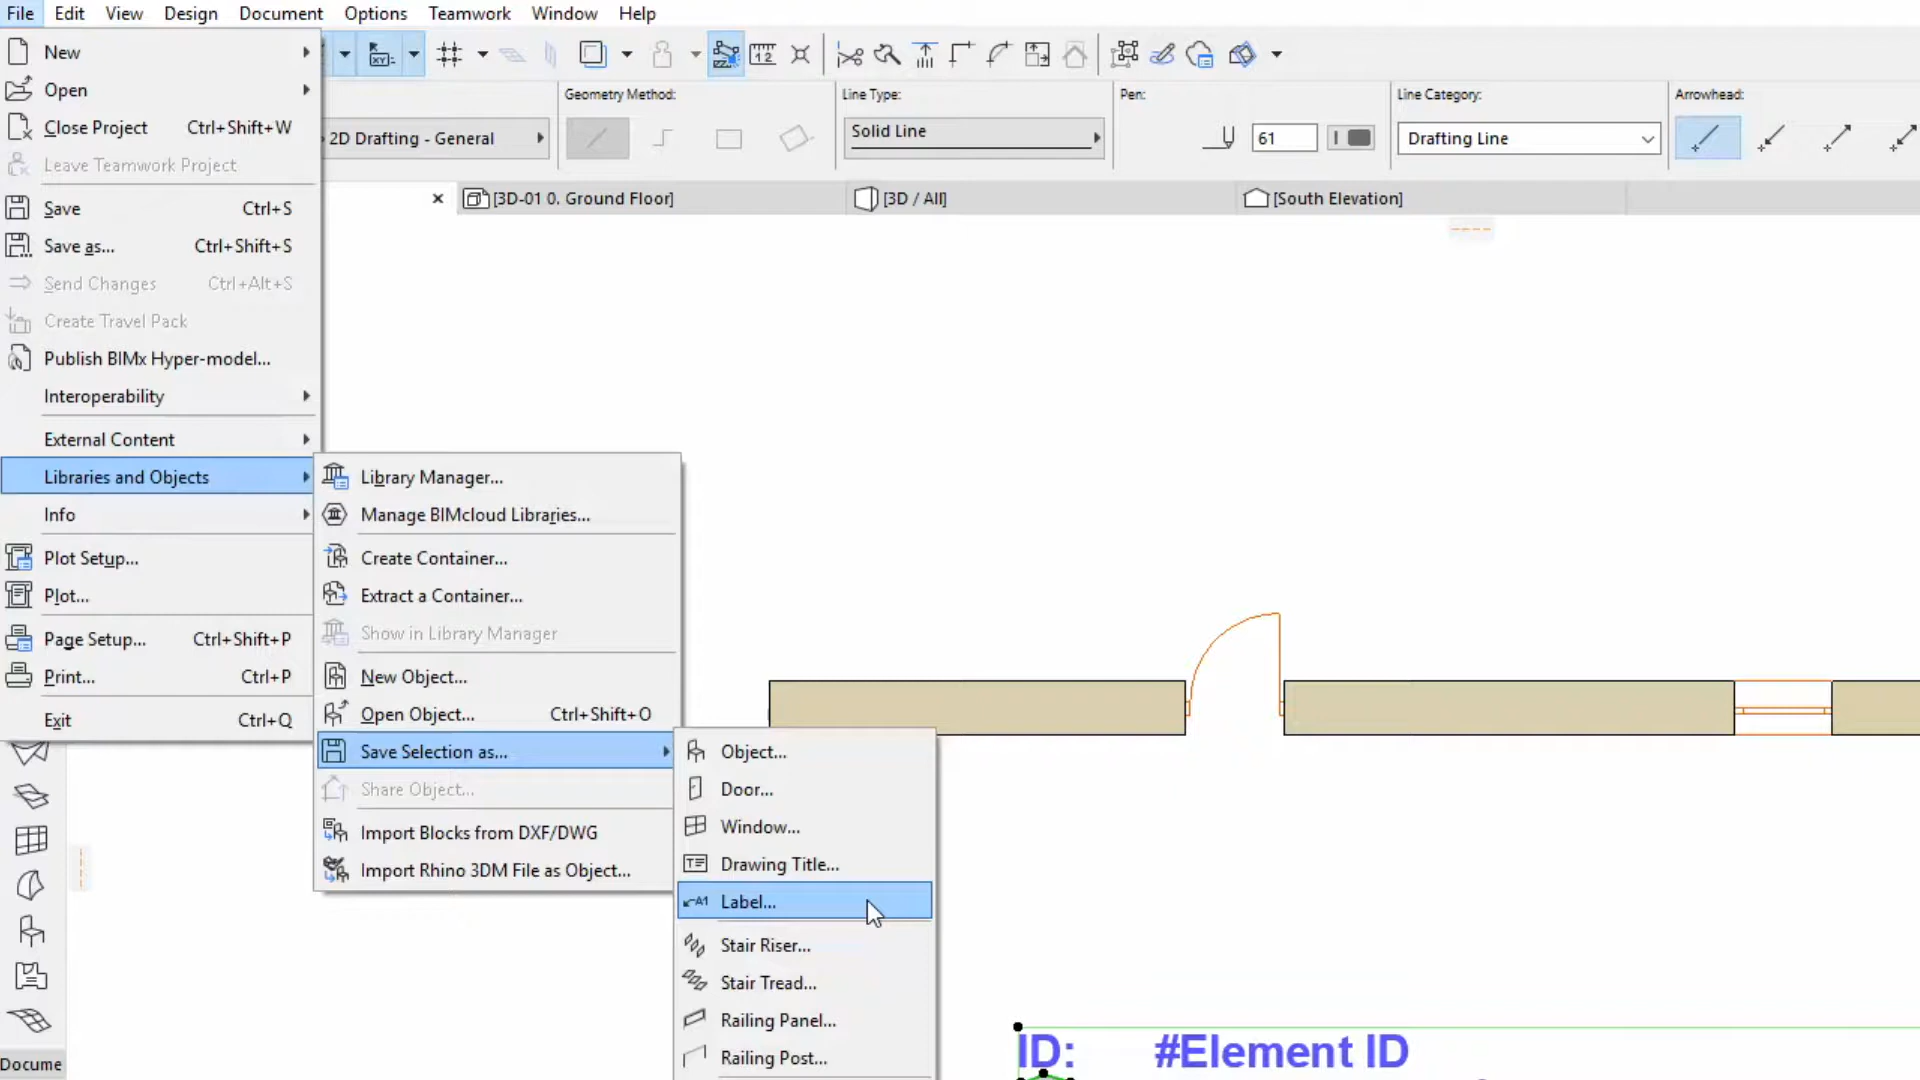 File Edit View Design Document Options Teamwork Window Help
New
Open
Close Project Ctrl+Shift+W
Leave Teamwork Project
Save Ctrl+S
Save as... Ctrl+Shift+S
Send Changes Ctrl+Alt+S
Create Travel Pack
Publish BIMx Hyper-model...
Interoperability
External Content
Libraries and Objects
Info
Plot Setup...
Plot...
Page Setup... Ctrl+Shift+P
Print... Ctrl+P
Exit Ctrl+Q
Docume
2D Drafting - General
Geometry Method:
Line Type:
Solid Line
Pen:
61
Line Category:
Drafting Line
Arrowhead:
[3D-01 0. Ground Floor]
[3D / All]
[South Elevation]
Library Manager...
Manage BIMcloud Libraries...
Create Container...
Extract a Container...
Show in Library Manager
New Object...
Open Object... Ctrl+Shift+O
Save Selection as...
Share Object...
Import Blocks from DXF/DWG
Import Rhino 3DM File as Object...
Object...
Door...
Window...
Drawing Title...
Label...
Stair Riser...
Stair Tread...
Railing Panel...
Railing Post...
ID: #Element ID